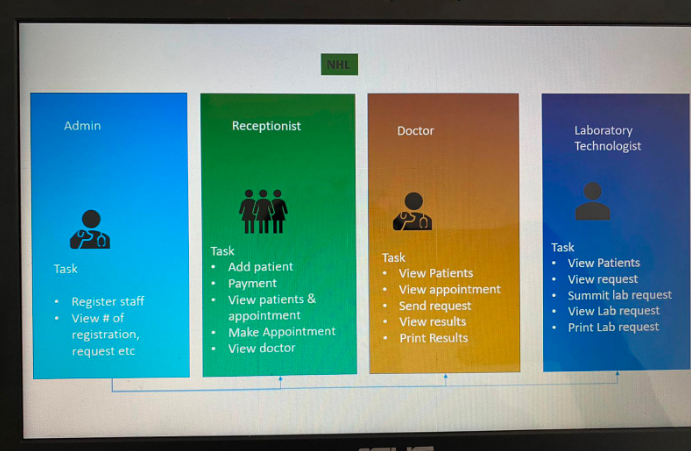 NHL
Admin
Task
• Register staff
• View # of
registration,
request etc
Receptionist
Task
• Add patient
• Payment
• View patients &
appointment
• Make Appointment
• View doctor
Doctor
Task
• View Patients
• View appointment
• Send request
• View results
• Print Results
Laboratory
Technologist
Task
• View Patients
• View request
• Summit lab request
• View Lab request
• Print Lab request